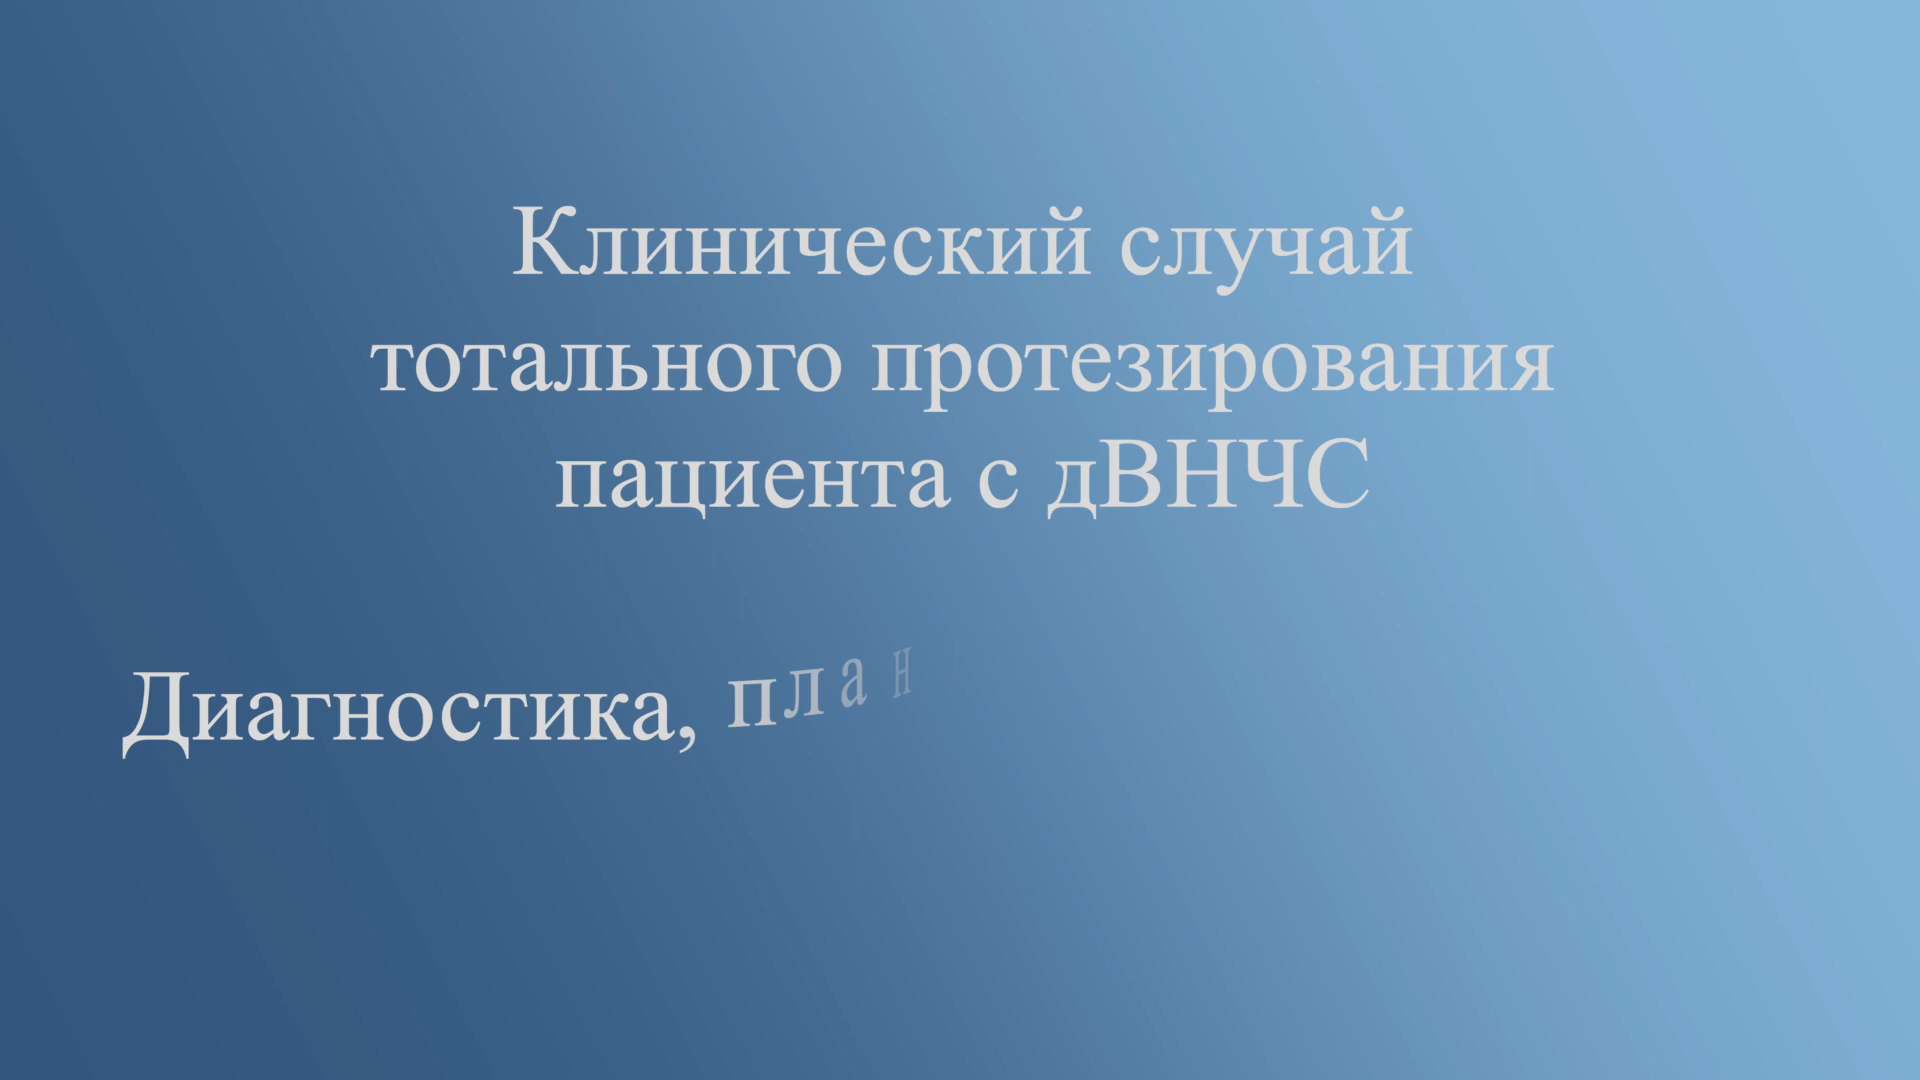 Клинический случай
тотального протезирования
пациента с дВНЧС
Диагностика, план